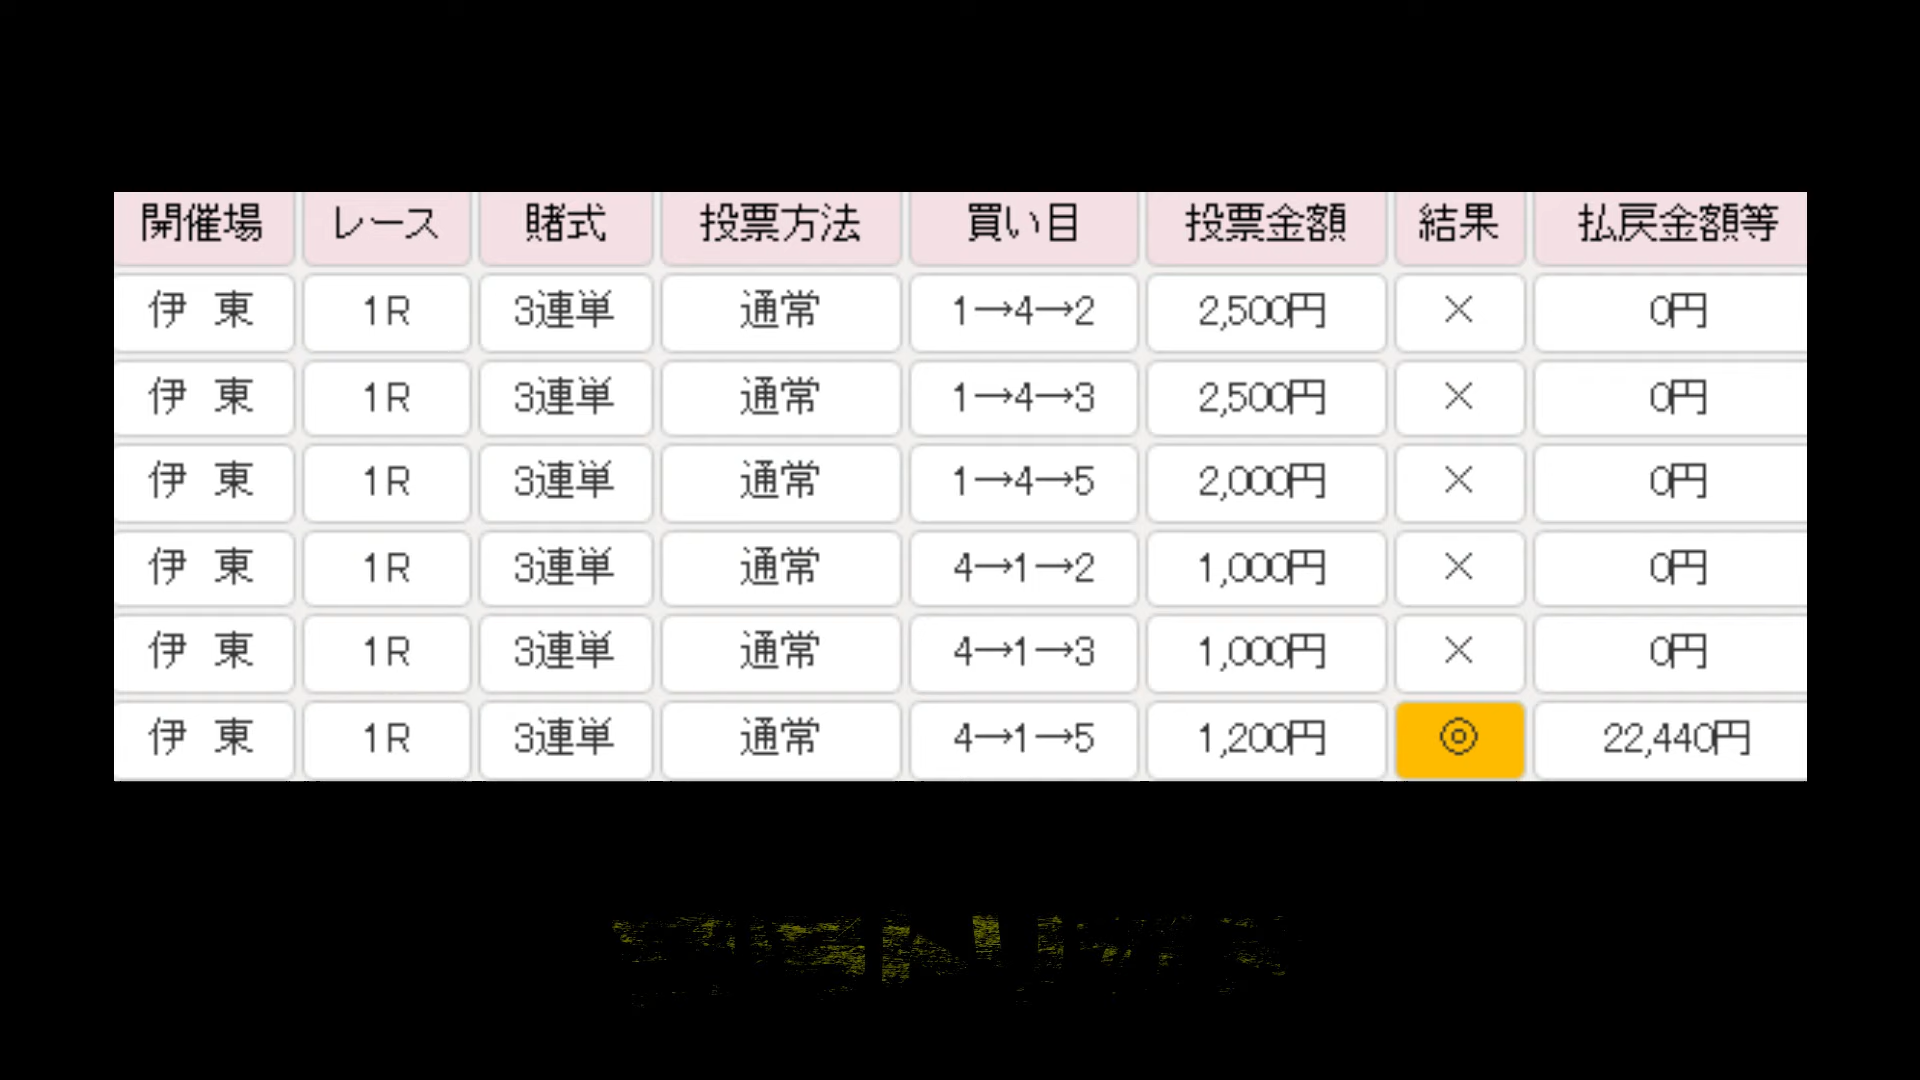 開催場 レース 賭式 投票方法 買い目 投票金額 結果 払戻金額等
伊 東 1R 3連単 通常 1→4→2 2,500円 × 0円
伊 東 1R 3連単 通常 1→4→3 2,500円 × 0円
伊 東 1R 3連単 通常 1→4→5 2,000円 × 0円
伊 東 1R 3連単 通常 4→1→2 1,000円 × 0円
伊 東 1R 3連単 通常 4→1→3 1,000円 × 0円
伊 東 1R 3連単 通常 4→1→5 1,200円 ◎ 22,440円